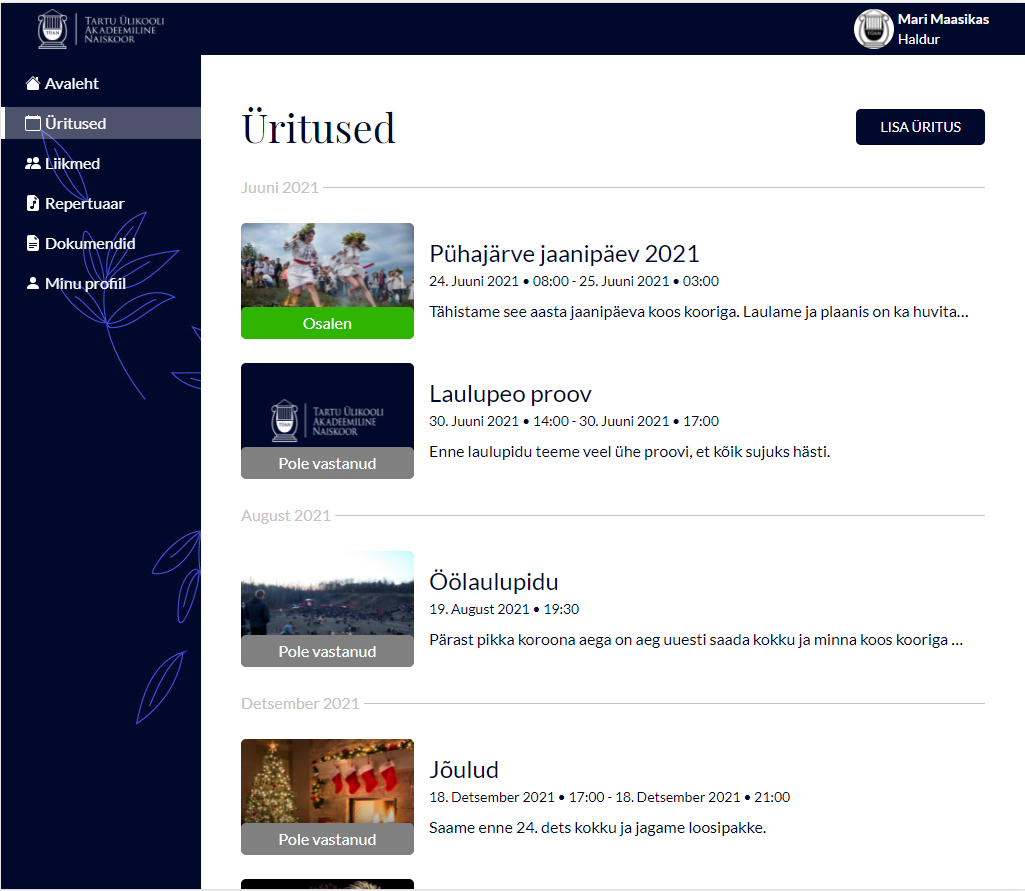 TARTU ÜLIKOOLI
AKADEEMILINE
NAISKOOR
Mari Maasikas
Haldur
Avaleht
Üritused
Liikmed
Repertuaar
Dokumendid
Minu profiil
Üritused
LISA ÜRITUS
Juuni 2021
Pühajärve jaanipäev 2021
24. Juuni 2021 • 08:00 - 25. Juuni 2021 • 03:00
Tähistame see aasta jaanipäeva koos kooriga. Laulame ja plaanis on ka huvita...
Osalen
TARTU ÜLIKOOLI
AKADEEMILINE
NAISKOOR
Laulupeo proov
30. Juuni 2021 • 14:00 - 30. Juuni 2021 • 17:00
Enne laulupidu teeme veel ühe proovi, et kõik sujuks hästi.
Pole vastanud
August 2021
Öölaulupidu
19. August 2021 • 19:30
Pärast pikka koroona aega on aeg uuesti saada kokku ja minna koos kooriga ...
Pole vastanud
Detsember 2021
Jõulud
18. Detsember 2021 • 17:00 - 18. Detsember 2021 • 21:00
Saame enne 24. dets kokku ja jagame loosipakke.
Pole vastanud